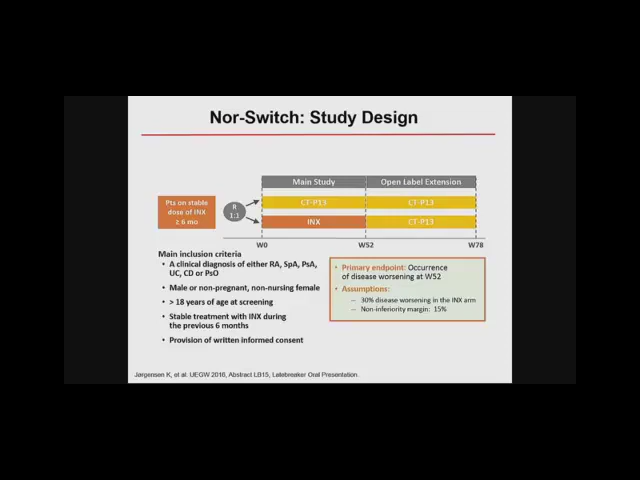 Nor-Switch: Study Design
Main Study
Open Label Extension
Pts on stable
dose of INX
≥ 6 mo
R
1:1
CT-P13
CT-P13
INX
CT-P13
W0
W52
W78
Main inclusion criteria
• A clinical diagnosis of either RA, SpA, PsA,
UC, CD or PsO
• Male or non-pregnant, non-nursing female
• > 18 years of age at screening
• Stable treatment with INX during
the previous 6 months
• Provision of written informed consent
• Primary endpoint: Occurrence
of disease worsening at W52
• Assumptions:
— 30% disease worsening in the INX arm
— Non-inferiority margin: 15%
Jørgensen K, et al. UEGW 2016, Abstract LB15, Latebreaker Oral Presentation.